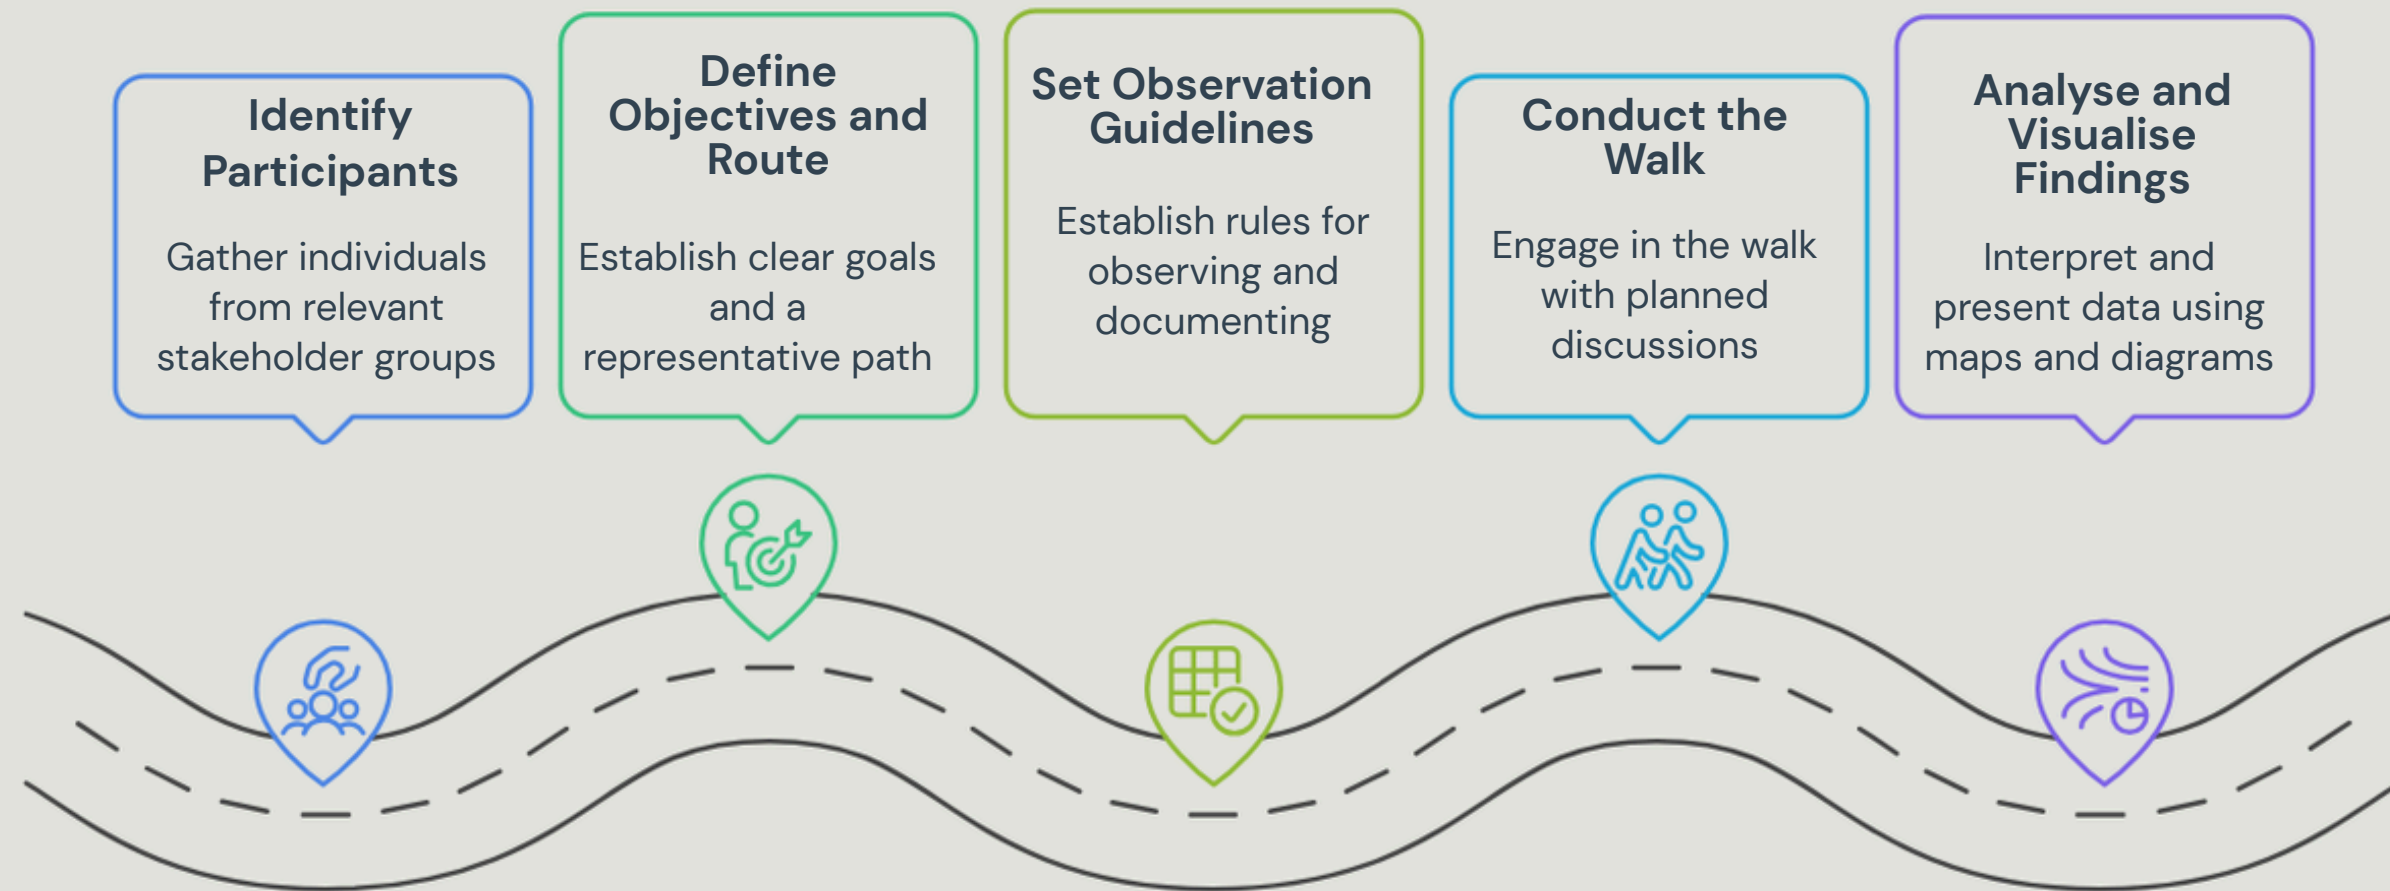 Identify
Participants
Gather individuals
from relevant
stakeholder groups
Define
Objectives and
Route
Establish clear goals
and a
representative path
Set Observation
Guidelines
Establish rules for
observing and
documenting
Conduct the
Walk
Engage in the walk
with planned
discussions
Analyse and
Visualise
Findings
Interpret and
present data using
maps and diagrams